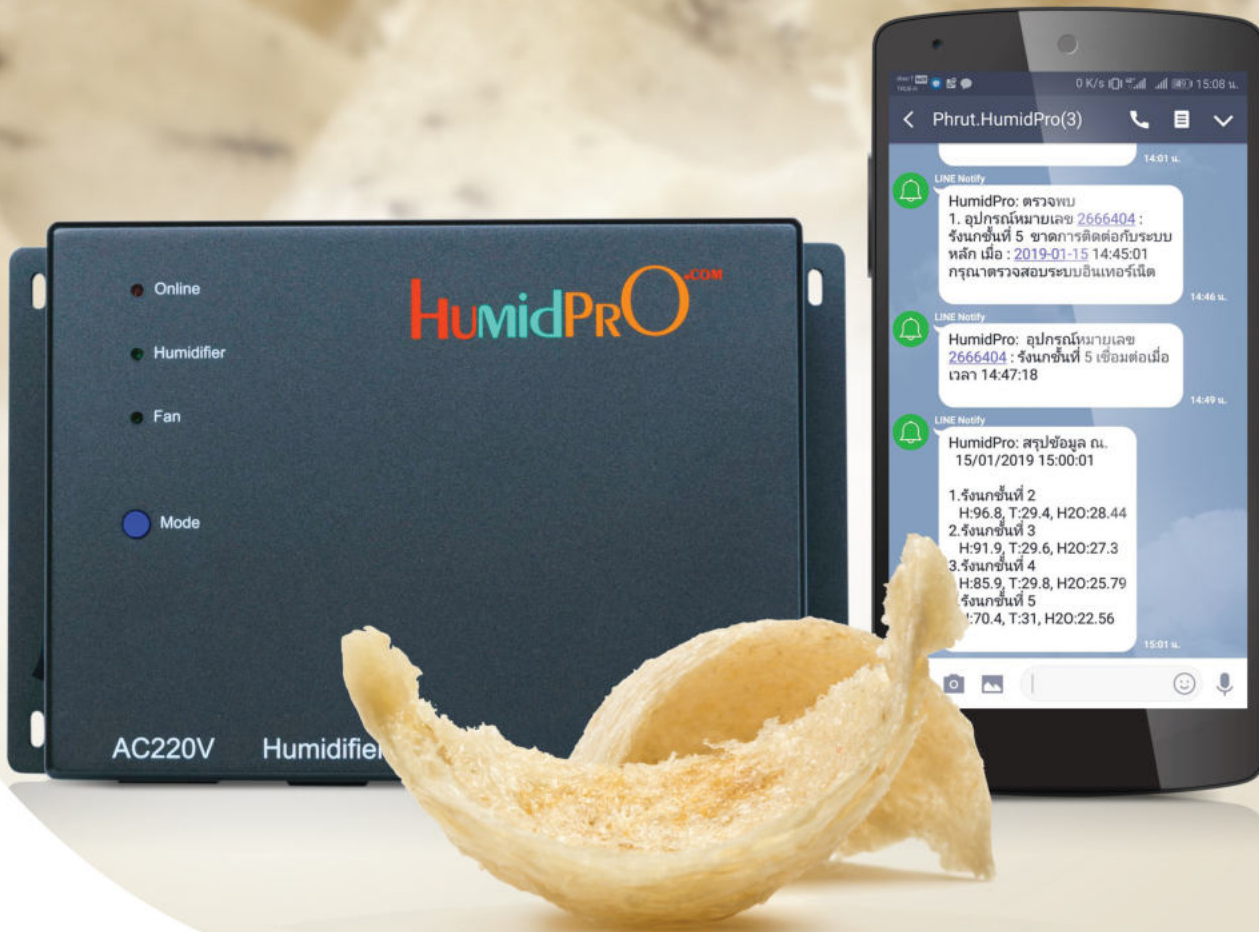 Online
Humidifier
Fan
Mode
HUMidPRO.COM
AC220V Humidifier
0 K/s 15:08 น.
Phrut.HumidPro(3)
14:01 น.
LINE Notify
HumidPro: ตรวจพบ
1. อุปกรณ์หมายเลข 2666404 :
รังนกชั้นที่ 5 ขาดการติดต่อกับระบบ
หลัก เมื่อ : 2019-01-15 14:45:01
กรุณาตรวจสอบระบบอินเทอร์เน็ต
14:46 น.
LINE Notify
HumidPro: อุปกรณ์หมายเลข
2666404 : รังนกชั้นที่ 5 เชื่อมต่อเมื่อ
เวลา 14:47:18
14:49 น.
LINE Notify
HumidPro: สรุปข้อมูล ณ.
15/01/2019 15:00:01
1.รังนกชั้นที่ 2
H:96.8, T:29.4, H2O:28.44
2.รังนกชั้นที่ 3
H:91.9, T:29.6, H2O:27.3
3.รังนกชั้นที่ 4
H:85.9, T:29.8, H2O:25.79
.รังนกชั้นที่ 5
:70.4, T:31, H2O:22.56
15:01 น.